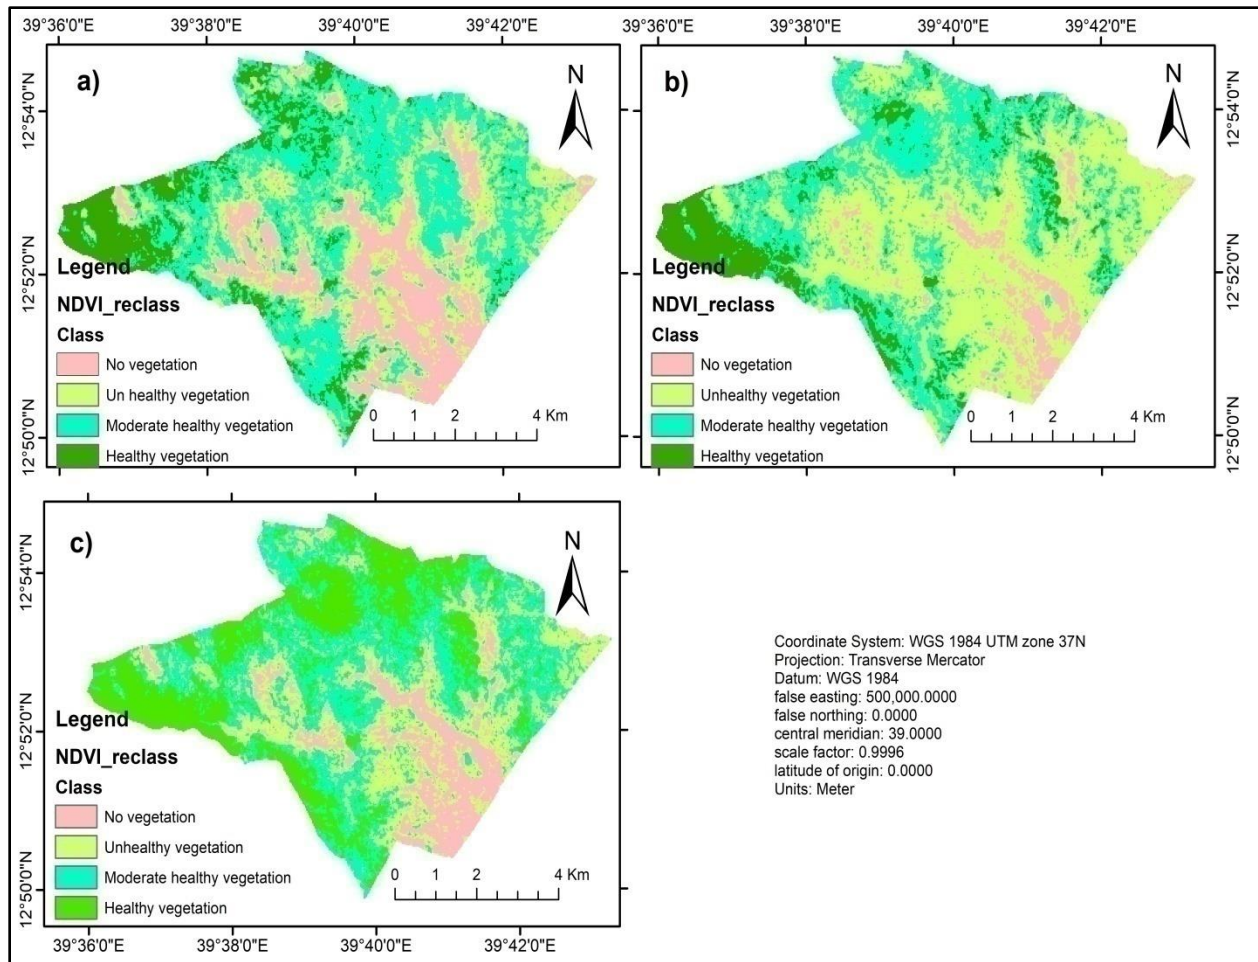 39°36'0"E 39°38'0"E 39°40'0"E 39°42'0"E
a)
N
12°54'0"N
12°52'0"N
12°50'0"N
Legend
NDVI_reclass
Class
No vegetation
Un healthy vegetation
Moderate healthy vegetation
Healthy vegetation
0 1 2 4 Km
39°36'0"E 39°38'0"E 39°40'0"E 39°42'0"E
b)
N
12°54'0"N
12°52'0"N
12°50'0"N
Legend
NDVI_reclass
Class
No vegetation
Unhealthy vegetation
Moderate healthy vegetation
Healthy vegetation
0 1 2 4 Km
c)
N
12°54'0"N
12°52'0"N
12°50'0"N
Legend
NDVI_reclass
Class
No vegetation
Unhealthy vegetation
Moderate healthy vegetation
Healthy vegetation
0 1 2 4 Km
39°36'0"E 39°38'0"E 39°40'0"E 39°42'0"E
Coordinate System: WGS 1984 UTM zone 37N
Projection: Transverse Mercator
Datum: WGS 1984
false easting: 500,000.0000
false northing: 0.0000
central meridian: 39.0000
scale factor: 0.9996
latitude of origin: 0.0000
Units: Meter